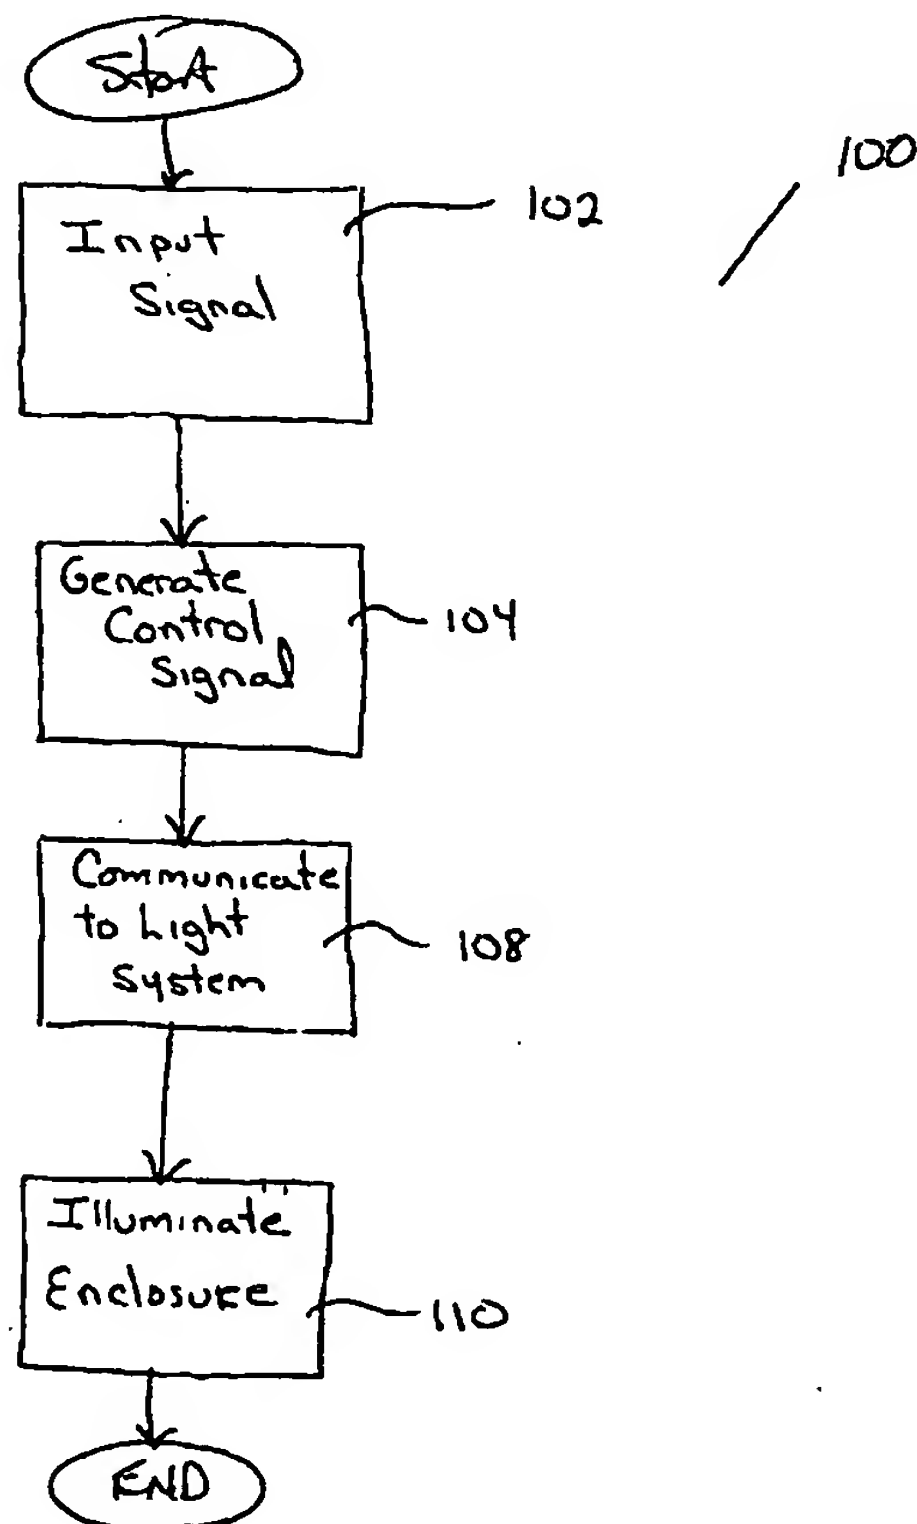 Start
100
102
Input
Signal
Generate
Control
Signal
104
Communicate
to Light
System
108
Illuminate
Enclosure
110
END